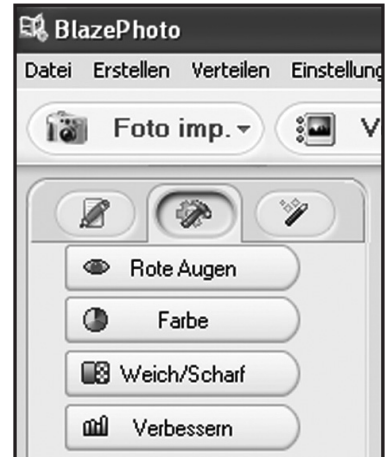 BlazePhoto
Datei Erstellen Verteilen Einstellung
Foto imp. V
Rote Augen
Farbe
Weich/Scharf
Verbessern